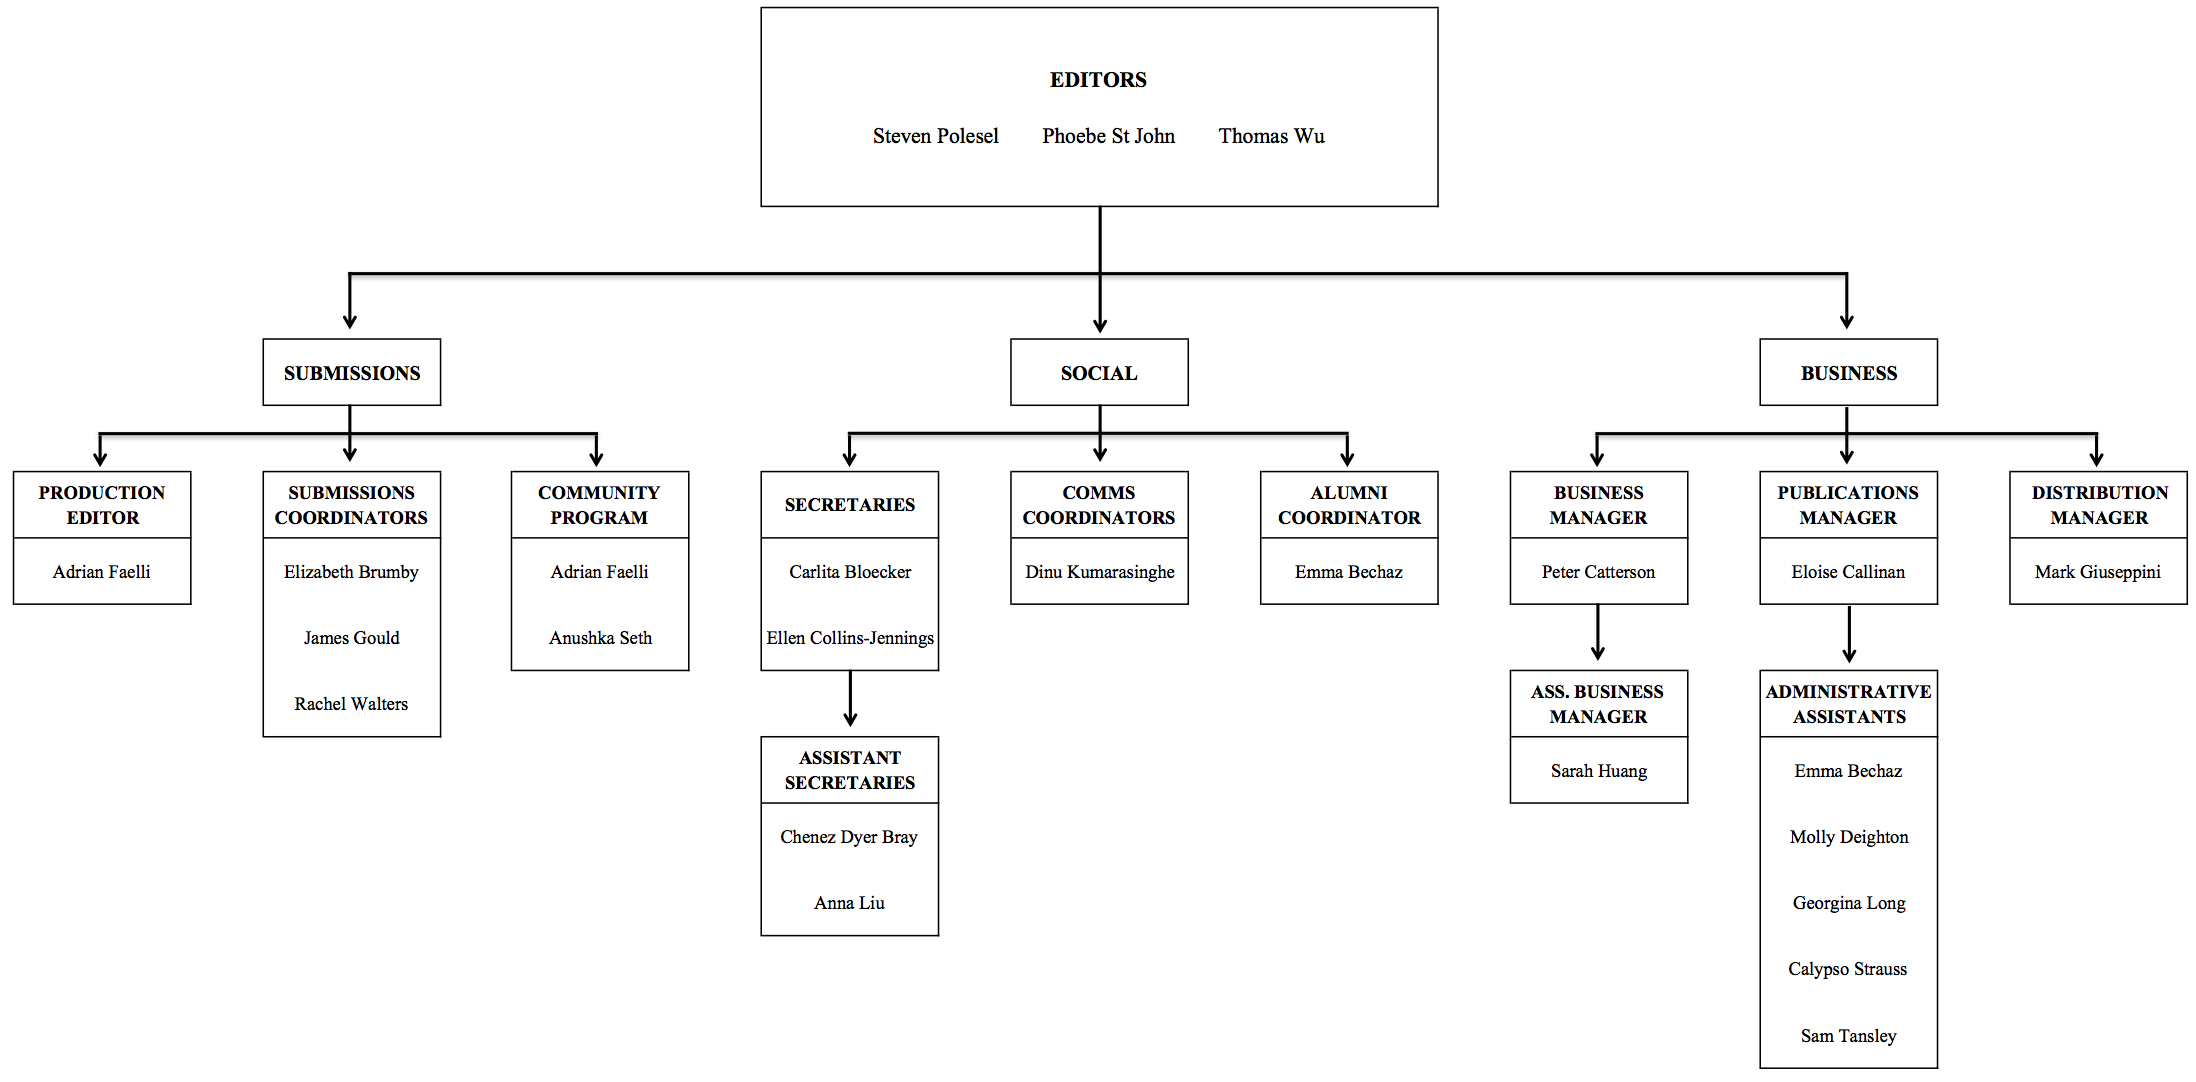 EDITORS
Steven Polesel Phoebe St John Thomas Wu
SUBMISSIONS
SOCIAL
BUSINESS
PRODUCTION
EDITOR
Adrian Faelli
SUBMISSIONS
COORDINATORS
Elizabeth Brumby
James Gould
Rachel Walters
COMMUNITY
PROGRAM
Adrian Faelli
Anushka Seth
SECRETARIES
Carlita Bloecker
Ellen Collins-Jennings
ASSISTANT
SECRETARIES
Chenez Dyer Bray
Anna Liu
COMMS
COORDINATORS
Dinu Kumarasinghe
ALUMNI
COORDINATOR
Emma Bechaz
BUSINESS
MANAGER
Peter Catterson
ASS. BUSINESS
MANAGER
Sarah Huang
PUBLICATIONS
MANAGER
Eloise Callinan
ADMINISTRATIVE
ASSISTANTS
Emma Bechaz
Molly Deighton
Georgina Long
Calypso Strauss
Sam Tansley
DISTRIBUTION
MANAGER
Mark Giuseppini